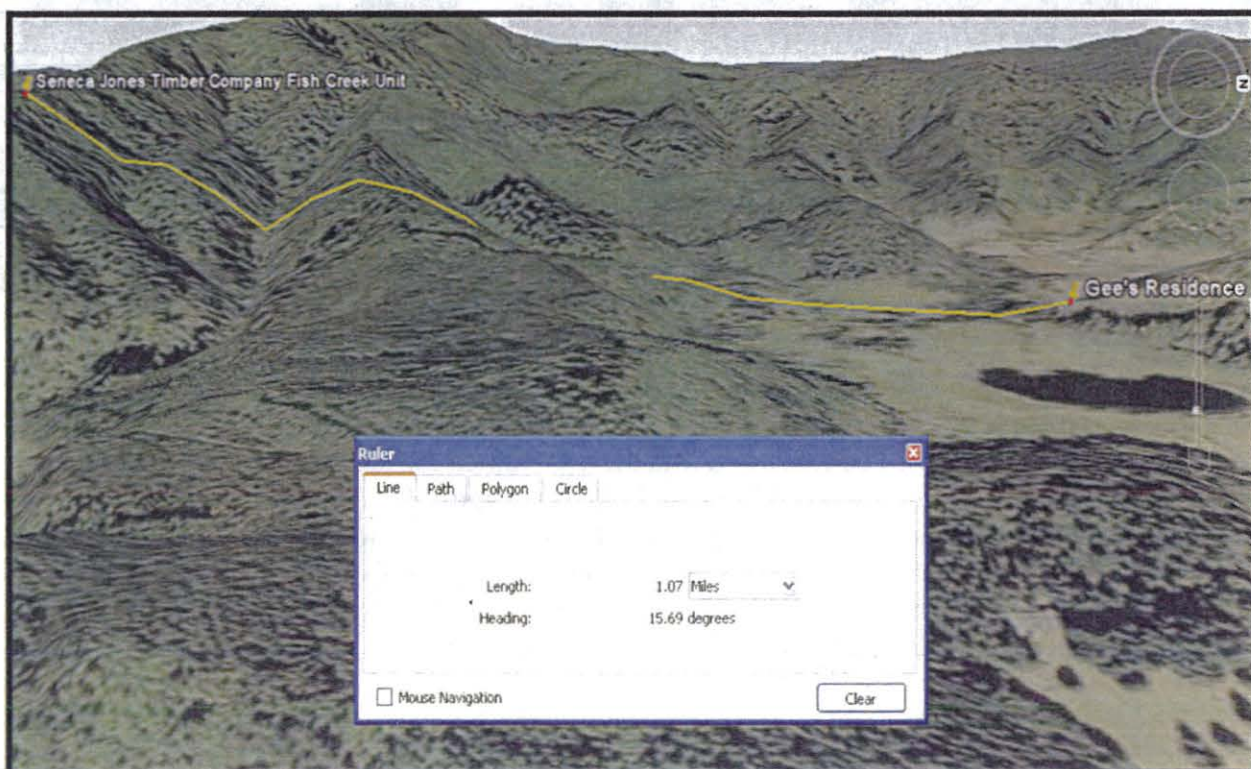 Seneca Jones Timber Company Fish Creek Unit
N
Gee's Residence
Ruler
Line Path Polygon Circle
Length: 1.07 Miles
Heading: 15.69 degrees
Mouse Navigation Clear